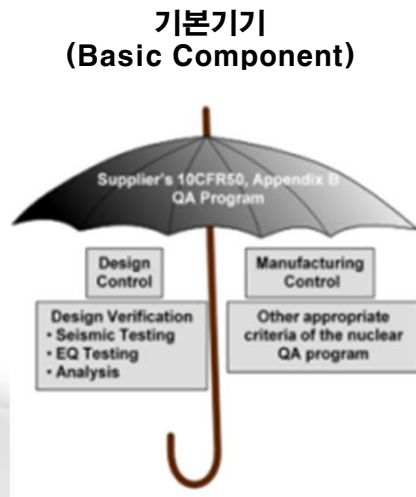 기본기기
(Basic Component)
Supplier's 10CFR50, Appendix B
QA Program
Design
Control
Manufacturing
Control
Design Verification
• Seismic Testing
• EQ Testing
• Analysis
Other appropriate
criteria of the nuclear
QA program